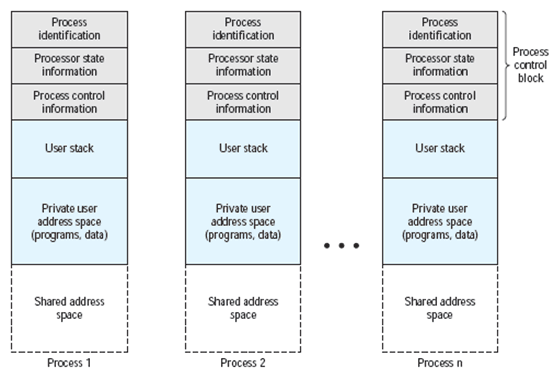 Process
identification
Processor state
information
Process control
information
User stack
Private user
address space
(programs, data)
Shared address
space
Process 1
Process
identification
Processor state
information
Process control
information
User stack
Private user
address space
(programs, data)
Shared address
space
Process 2
Process
identification
Processor state
information
Process control
information
User stack
Private user
address space
(programs, data)
Shared address
space
Process n
Process
control
block